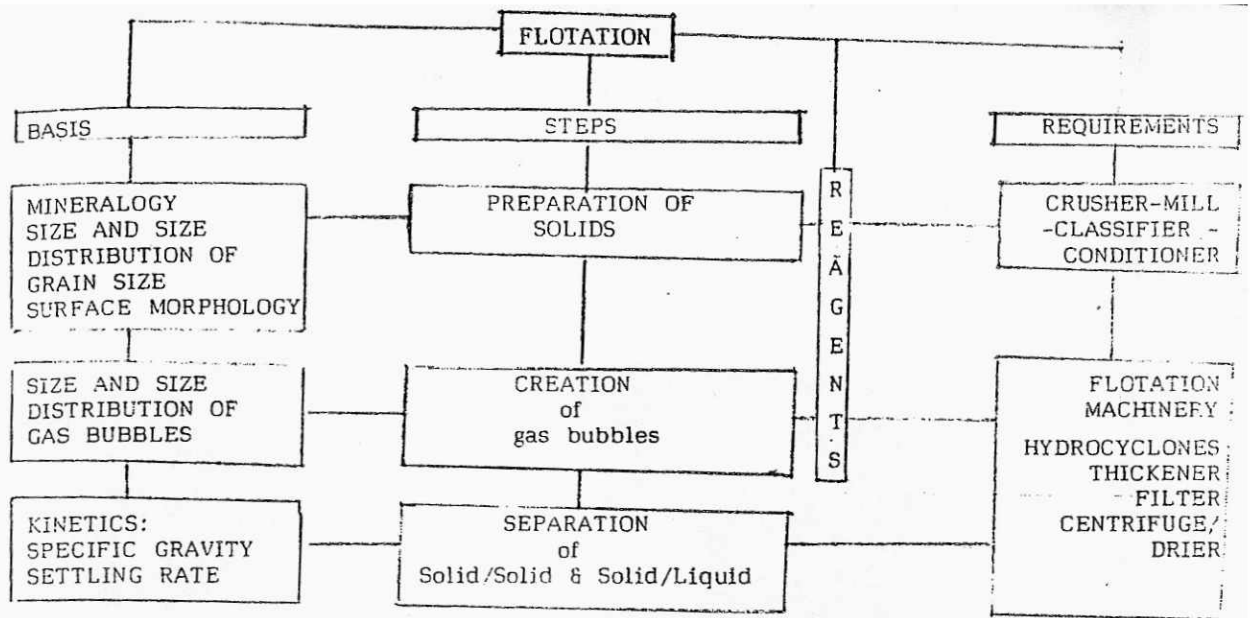 FLOTATION
BASIS
STEPS
REQUIREMENTS
MINERALOGY
SIZE AND SIZE
DISTRIBUTION OF
GRAIN SIZE
SURFACE MORPHOLOGY
PREPARATION OF
SOLIDS
R
E
A
G
E
N
T
S
CRUSHER-MILL
-CLASSIFIER -
CONDITIONER
SIZE AND SIZE
DISTRIBUTION OF
GAS BUBBLES
CREATION
of
gas bubbles
FLOTATION
MACHINERY
HYDROCYCLONES
THICKENER
FILTER
CENTRIFUGE/
DRIER
KINETICS:
SPECIFIC GRAVITY
SETTLING RATE
SEPARATION
of
Solid/Solid & Solid/Liquid